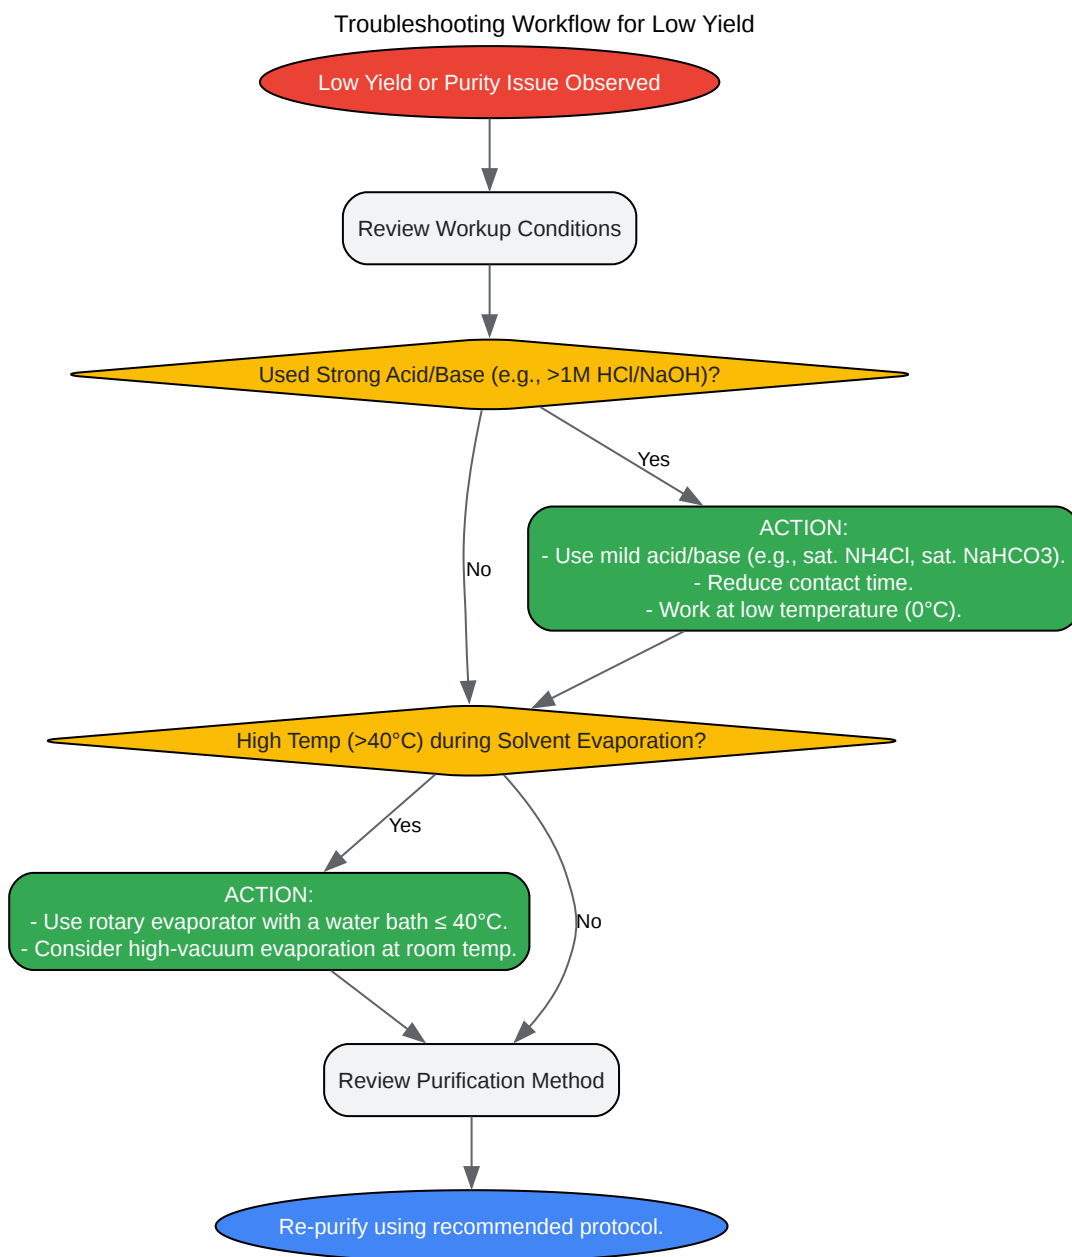 Troubleshooting Workflow for Low Yield
Low Yield or Purity Issue Observed
Review Workup Conditions
Used Strong Acid/Base (e.g., >1M HCl/NaOH)?
Yes
No
ACTION:
- Use mild acid/base (e.g., sat. NH4Cl, sat. NaHCO3).
- Reduce contact time.
- Work at low temperature (0°C).
High Temp (>40°C) during Solvent Evaporation?
Yes
No
ACTION:
- Use rotary evaporator with a water bath ≤ 40°C.
- Consider high-vacuum evaporation at room temp.
Review Purification Method
Re-purify using recommended protocol.